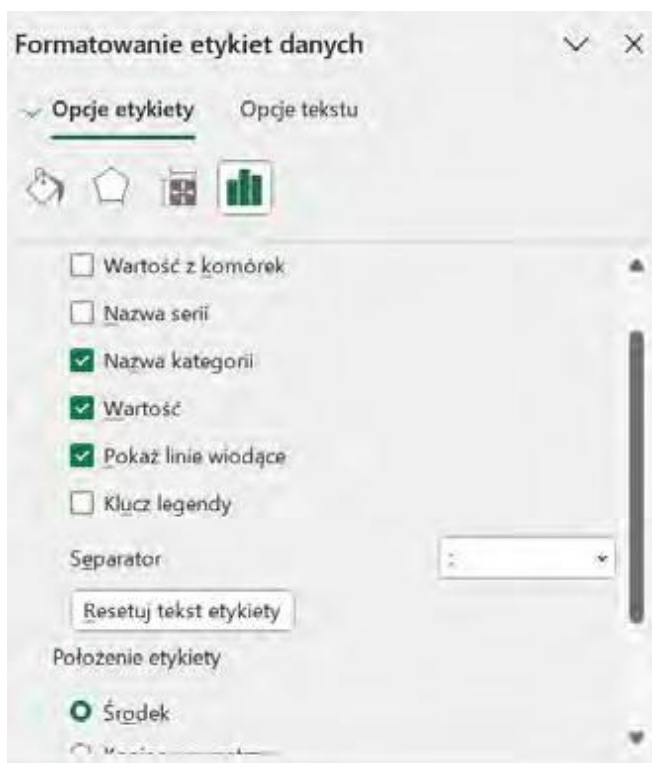 Formatowanie etykiet danych
Opcje etykiety Opcje tekstu
Wartość z komórek
Nazwa serii
Nazwa kategorii
Wartość
Pokaż linie wiodące
Klucz legendy
Separator :
Resetuj tekst etykiety
Położenie etykiety
Środek